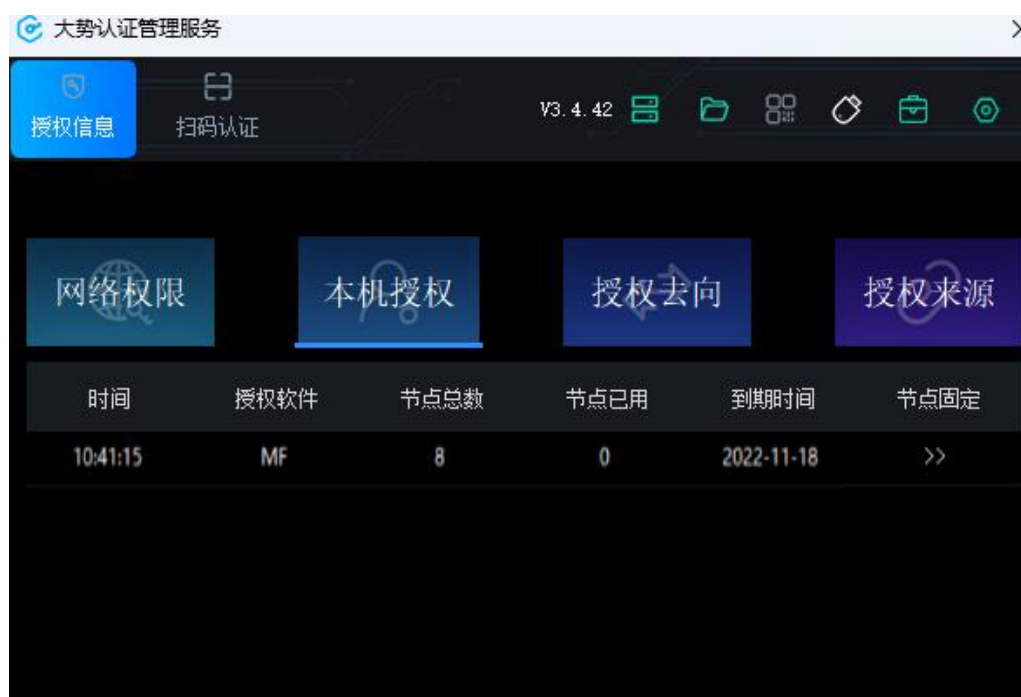 大势认证管理服务
授权信息 扫码认证 V3.4.42
网络权限 本机授权 授权去向 授权来源
时间 授权软件 节点总数 节点已用 到期时间 节点固定
10:41:15 MF 8 0 2022-11-18 >>